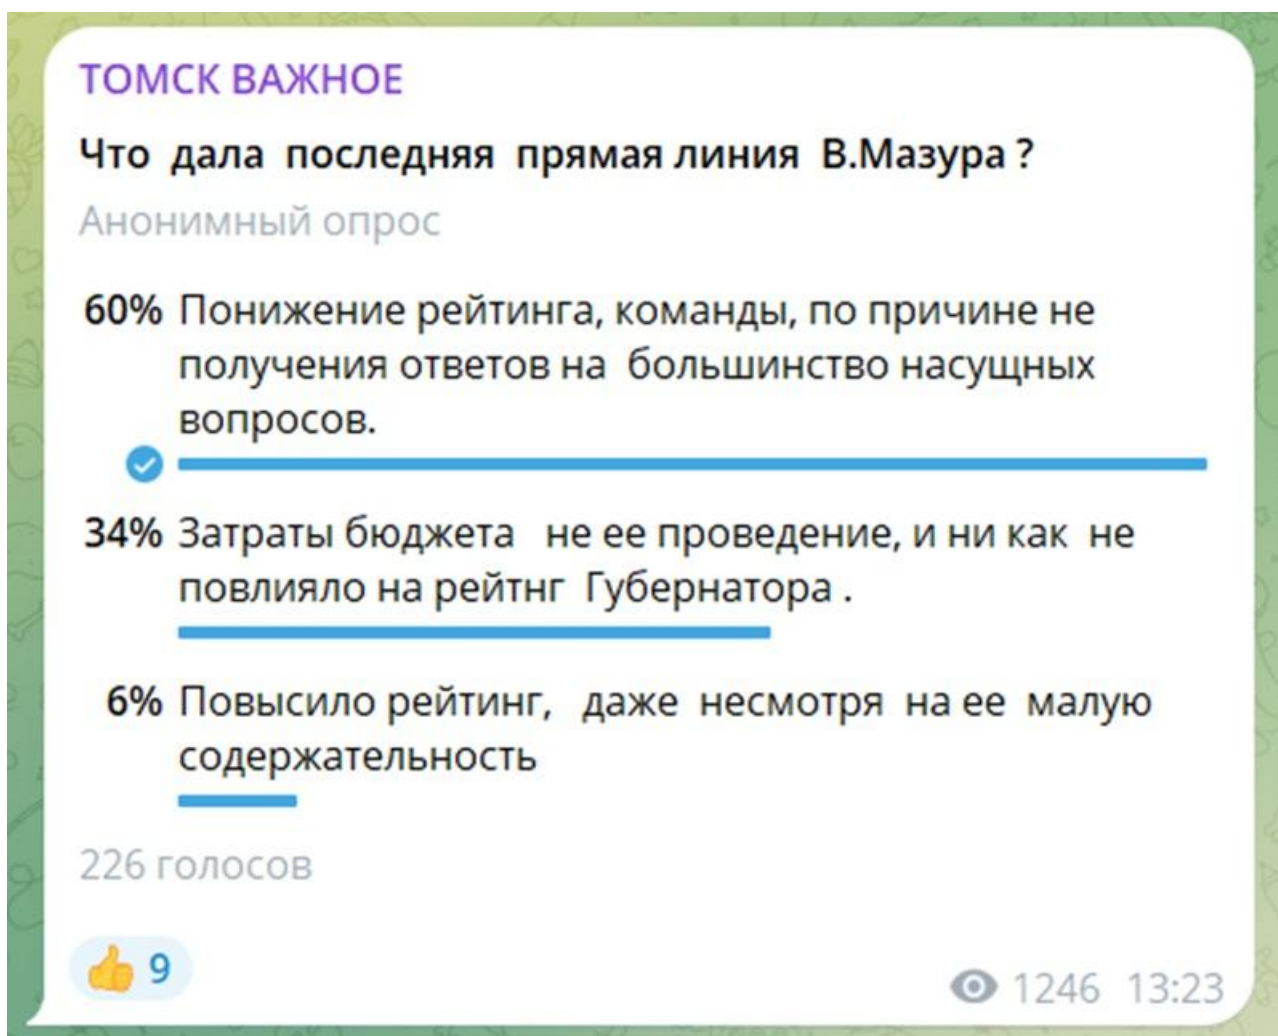 ТОМСК ВАЖНОЕ
Что дала последняя прямая линия В.Мазура ?
Анонимный опрос
60% Понижение рейтинга, команды, по причине не
получения ответов на большинство насущных
вопросов.
34% Затраты бюджета не ее проведение, и ни как не
повлияло на рейтнг Губернатора .
6% Повысило рейтинг, даже несмотря на ее малую
содержательность
226 голосов
👍 9
1246 13:23